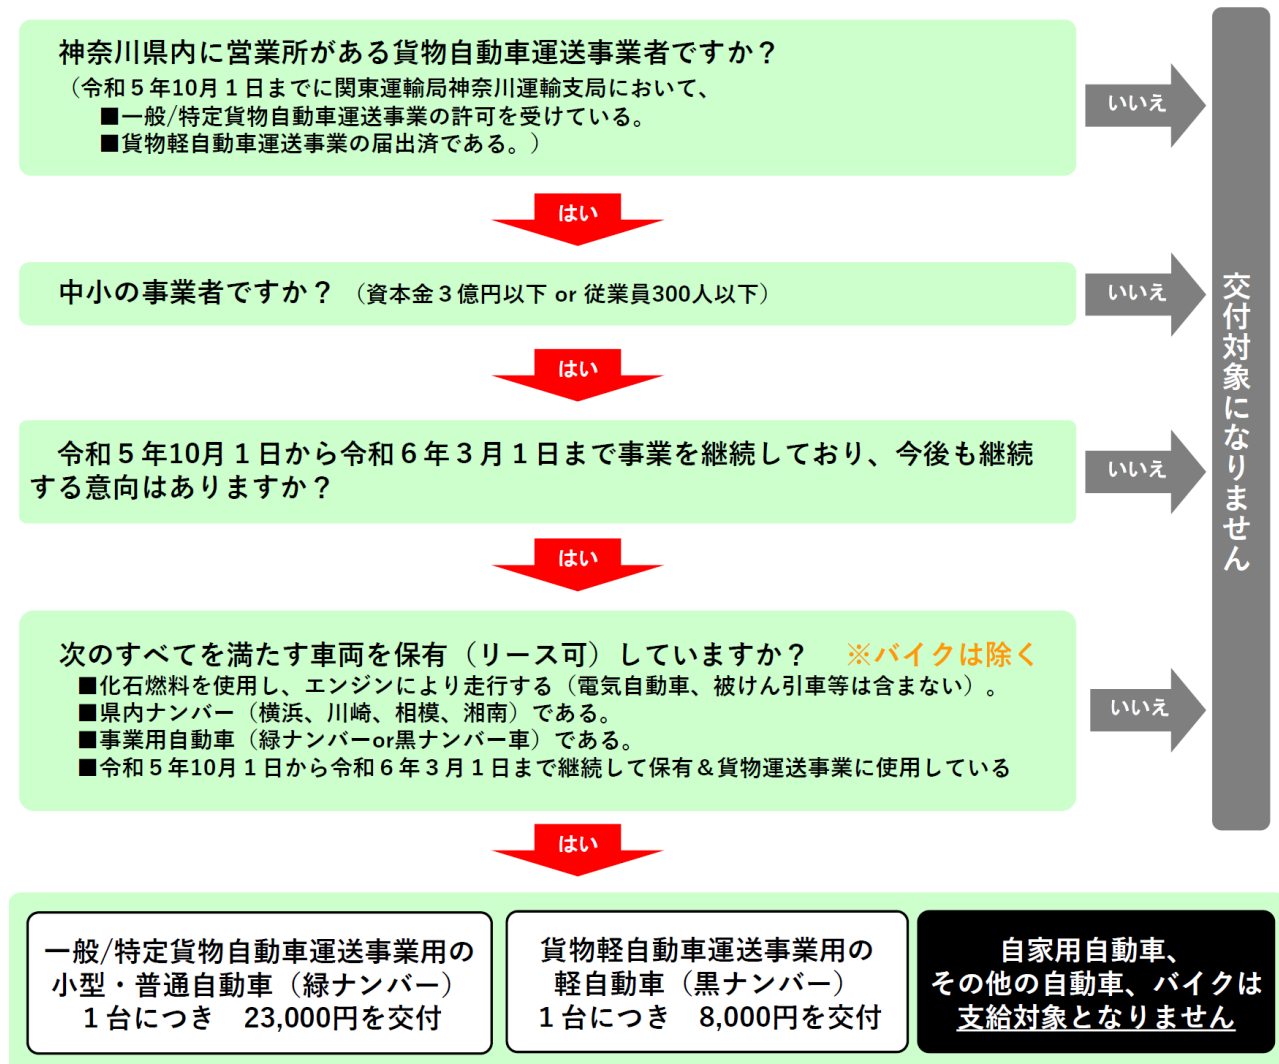 神奈川県内に営業所がある貨物自動車運送事業者ですか？
（令和５年10月１日までに関東運輸局神奈川運輸支局において、
■一般/特定貨物自動車運送事業の許可を受けている。
■貨物軽自動車運送事業の届出済である。）
いいえ
はい
中小の事業者ですか？ （資本金３億円以下 or 従業員300人以下）
いいえ
はい
令和５年10月１日から令和６年３月１日まで事業を継続しており、今後も継続
する意向はありますか？
いいえ
はい
次のすべてを満たす車両を保有（リース可）していますか？ ※バイクは除く
■化石燃料を使用し、エンジンにより走行する（電気自動車、被けん引車等は含まない）。
■県内ナンバー（横浜、川崎、相模、湘南）である。
■事業用自動車（緑ナンバーor黒ナンバー車）である。
■令和５年10月１日から令和６年３月１日まで継続して保有＆貨物運送事業に使用している
いいえ
はい
交付対象になりません
一般/特定貨物自動車運送事業用の
小型・普通自動車（緑ナンバー）
１台につき 23,000円を交付
貨物軽自動車運送事業用の
軽自動車（黒ナンバー）
１台につき 8,000円を交付
自家用自動車、
その他の自動車、バイクは
支給対象となりません